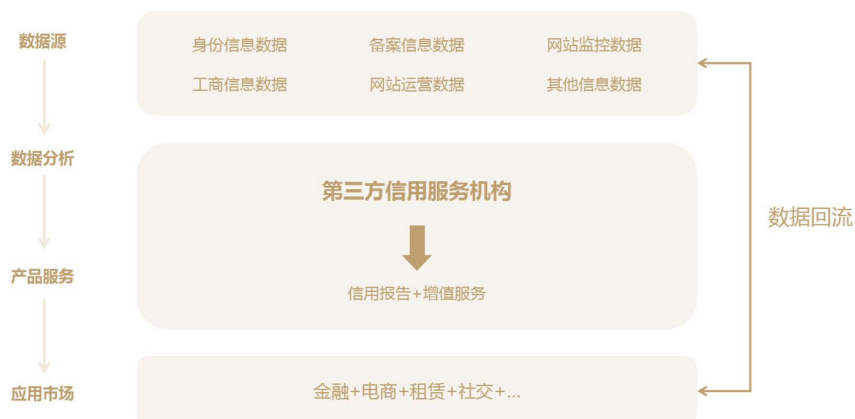 数据源
身份信息数据 备案信息数据 网站监控数据
工商信息数据 网站运营数据 其他信息数据
数据分析
第三方信用服务机构
数据回流
产品服务
信用报告+增值服务
应用市场
金融+电商+租赁+社交+...